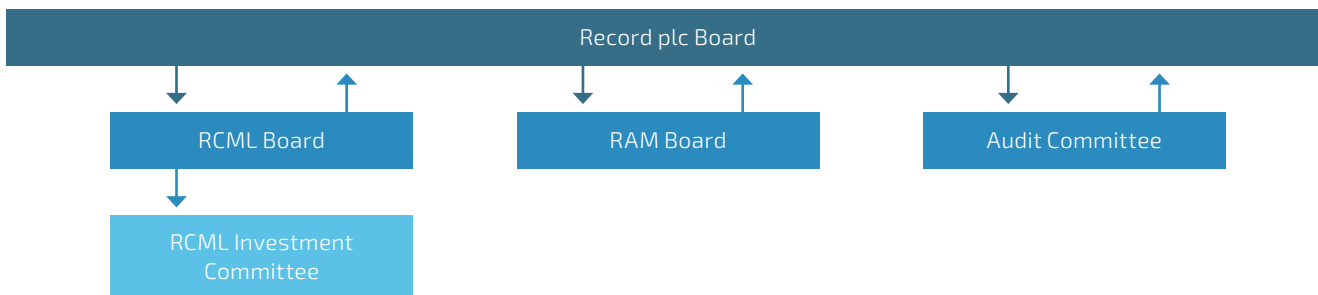 Record plc Board
RCML Board
RAM Board
Audit Committee
RCML Investment
Committee